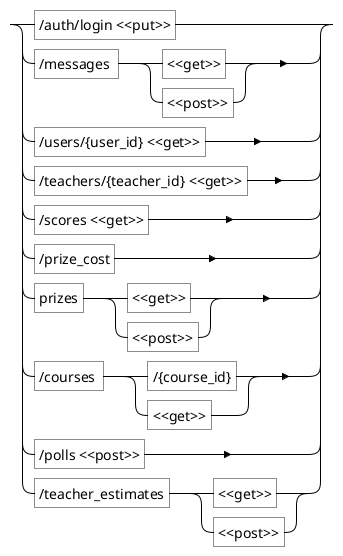 /auth/login <<put>>
/messages <<get>>
<<post>>
/users/{user_id} <<get>>
/teachers/{teacher_id} <<get>>
/scores <<get>>
/prize_cost
prizes <<get>>
<<post>>
/courses /{course_id}
<<get>>
/polls <<post>>
/teacher_estimates <<get>>
<<post>>